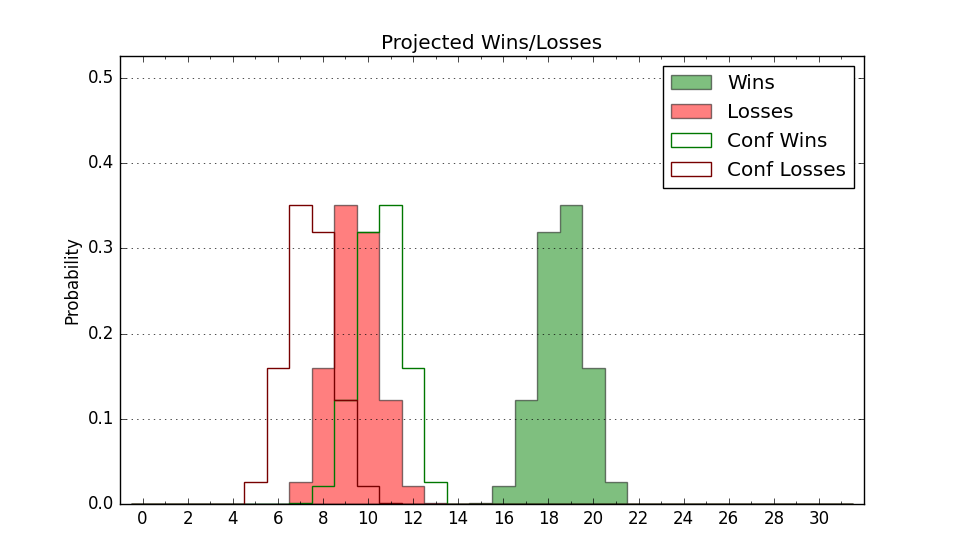 Projected Wins/Losses
Wins
Losses
Conf Wins
Conf Losses
Probability
0.5
0.4
0.3
0.2
0.1
0.0
0 2 4 6 8 10 12 14 16 18 20 22 24 26 28 30